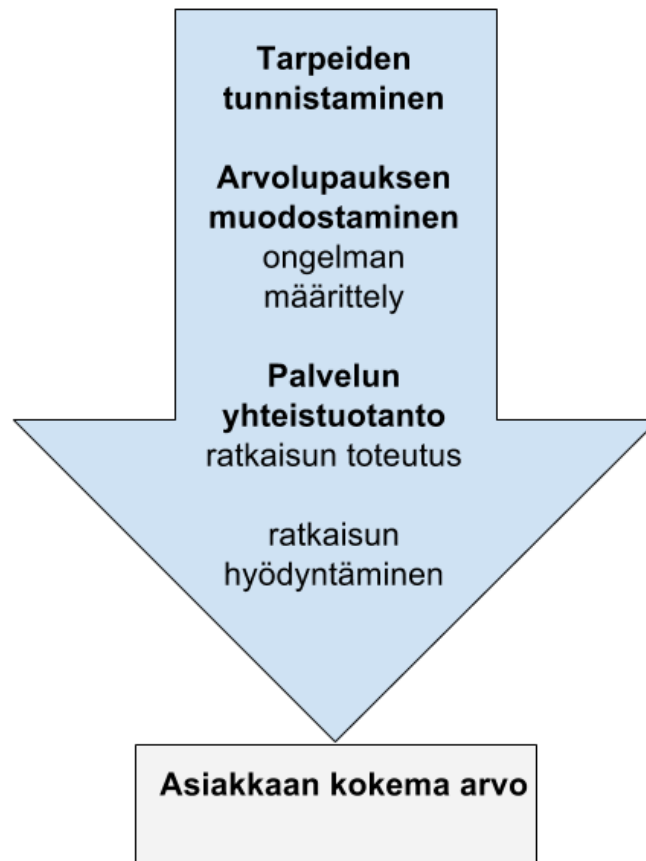 Tarpeiden
tunnistaminen
Arvolupauksen
muodostaminen
ongelman
määrittely
Palvelun
yhteistuotanto
ratkaisun toteutus
ratkaisun
hyödyntäminen
Asiakkaan kokema arvo